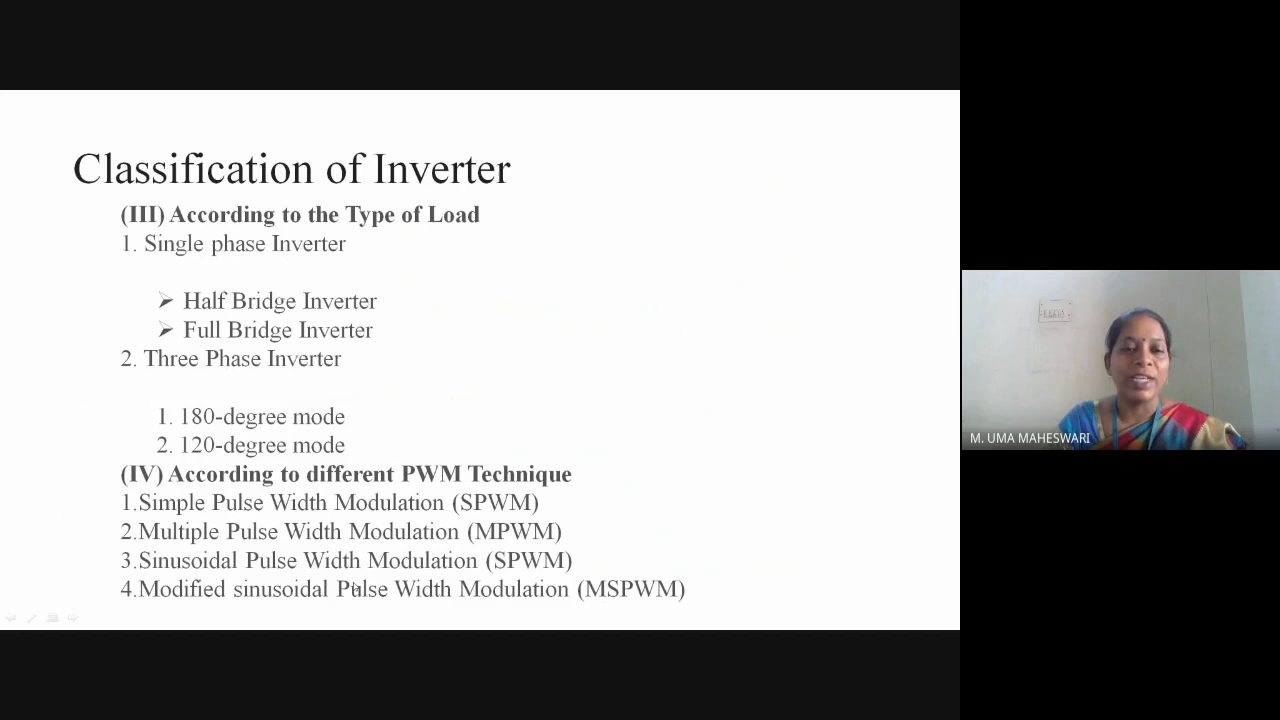 Classification of Inverter
(III) According to the Type of Load
1. Single phase Inverter
➢ Half Bridge Inverter
➢ Full Bridge Inverter
2. Three Phase Inverter
1. 180-degree mode
2. 120-degree mode
(IV) According to different PWM Technique
1.Simple Pulse Width Modulation (SPWM)
2.Multiple Pulse Width Modulation (MPWM)
3.Sinusoidal Pulse Width Modulation (SPWM)
4.Modified sinusoidal Pulse Width Modulation (MSPWM)
M. UMA MAHESWARI